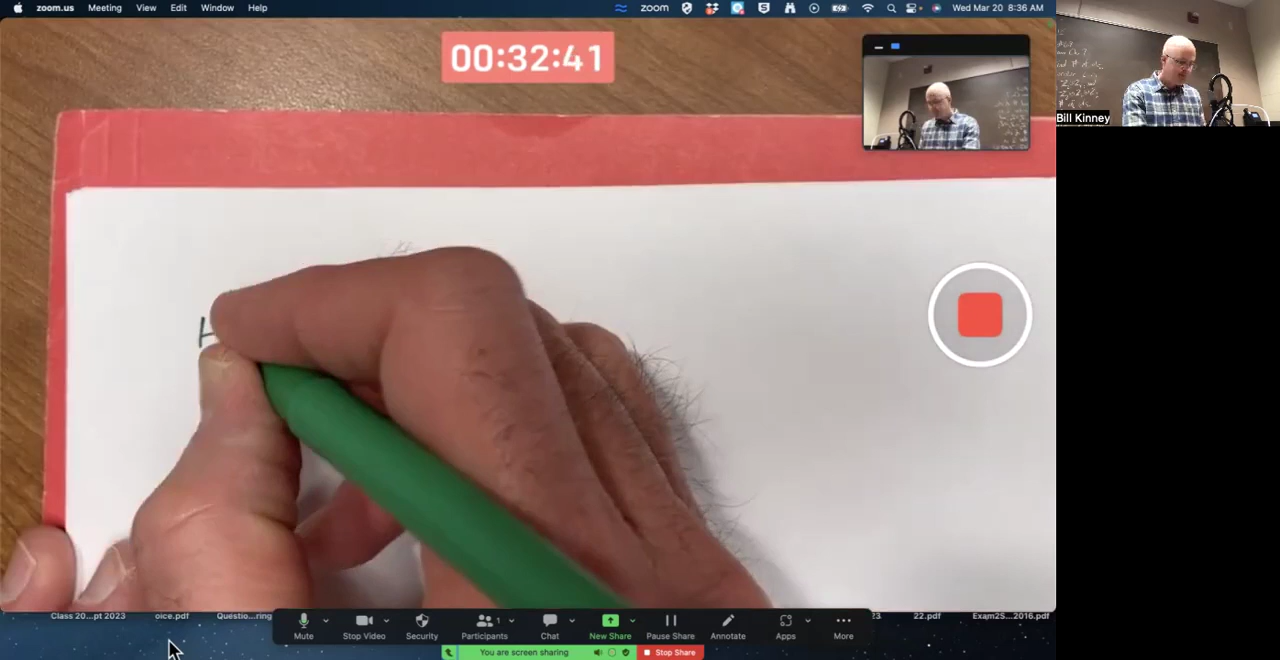 zoom.us Meeting View Edit Window Help
zoom Wed Mar 20 8:36 AM
00:32:41
Bill Kinney
H
Class 20...pt 2023 oice.pdf Questio...ring 23 22.pdf Exam2S...2016.pdf
Mute Stop Video Security Participants 1 Chat New Share Pause Share Annotate Apps More
You are screen sharing Stop Share